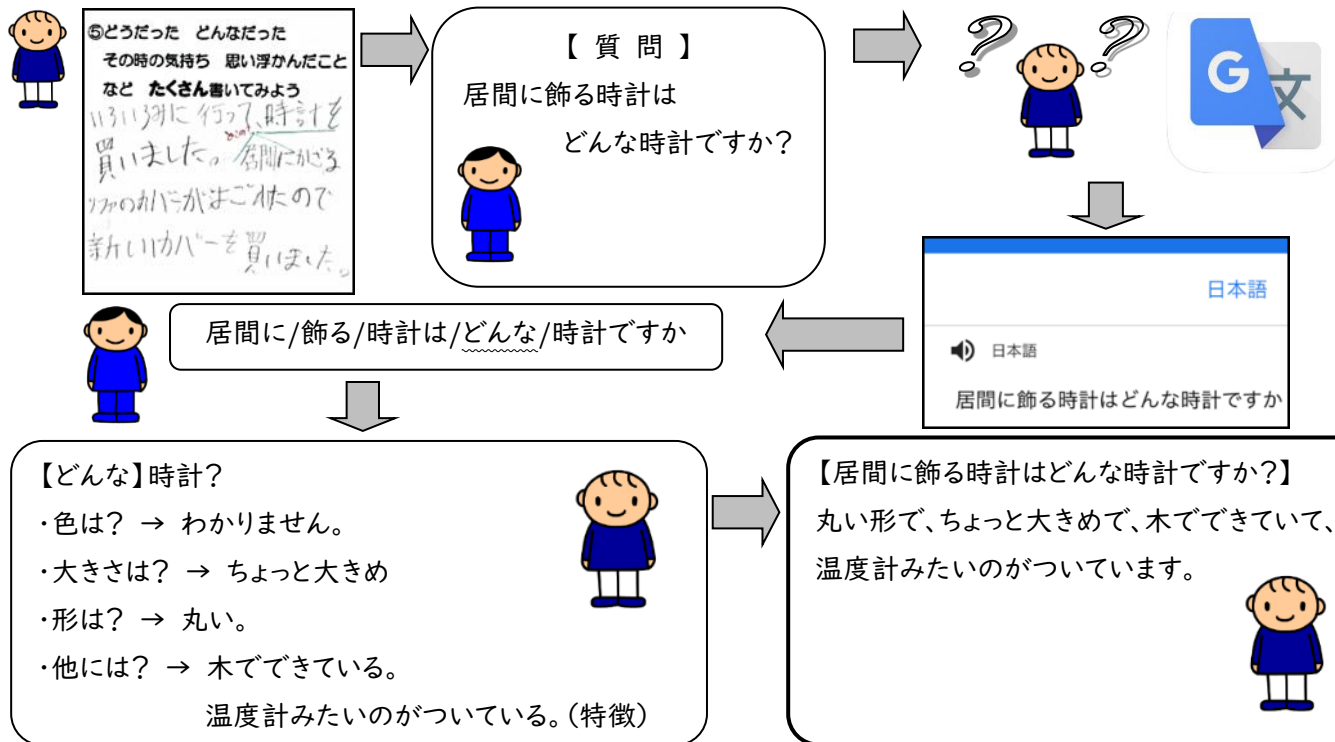 ⑤どうだった どんなだった
その時の気持ち 思い浮かんだこと
など たくさん書いてみよう
いろいろみに行って、時計を
買いました。居間にかざる
ソファのカバーがよごれたので
新しいカバーを買いました。
【 質 問 】
居間に飾る時計は
どんな時計ですか?
? ?
G 文
日本語
日本語
居間に飾る時計はどんな時計ですか
居間に/飾る/時計は/どんな/時計ですか
【どんな】時計?
・色は? → わかりません。
・大きさは? → ちょっと大きめ
・形は? → 丸い。
・他には? → 木でできている。
温度計みたいのがついている。(特徴)
【居間に飾る時計はどんな時計ですか?】
丸い形で、ちょっと大きめで、木でできていて、
温度計みたいのがついています。